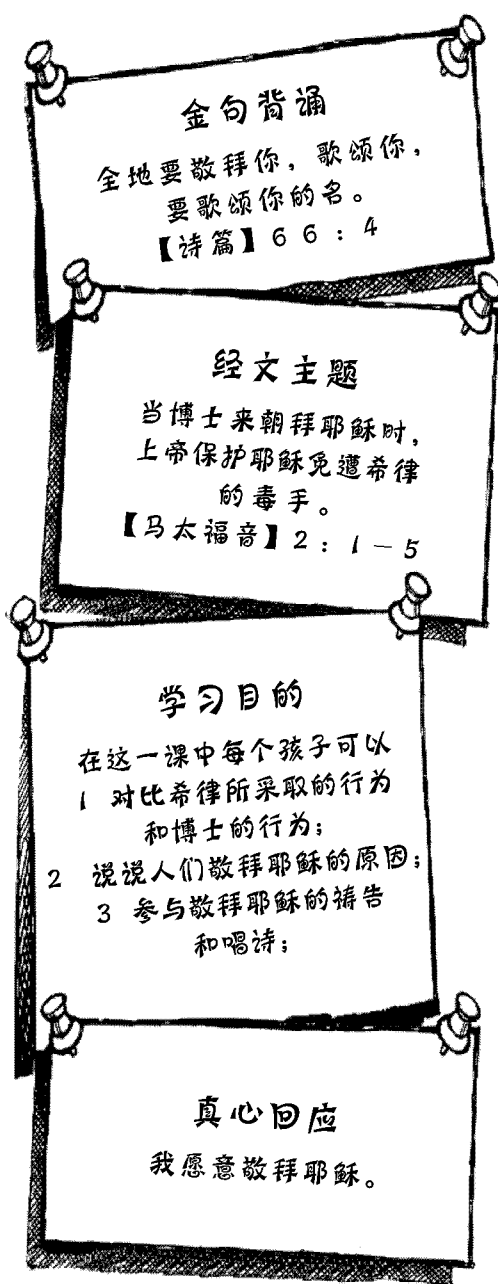 金句背诵
全地要敬拜你，歌颂你，
要歌颂你的名。
【诗篇】66：4
经文主题
当博士来朝拜耶稣时，
上帝保护耶稣免遭希律
的毒手。
【马太福音】2：1－5
学习目的
在这一课中每个孩子可以
1 对比希律所采取的行为
和博士的行为；
2 说说人们敬拜耶稣的原因；
3 参与敬拜耶稣的祷告
和唱诗；
真心回应
我愿意敬拜耶稣。